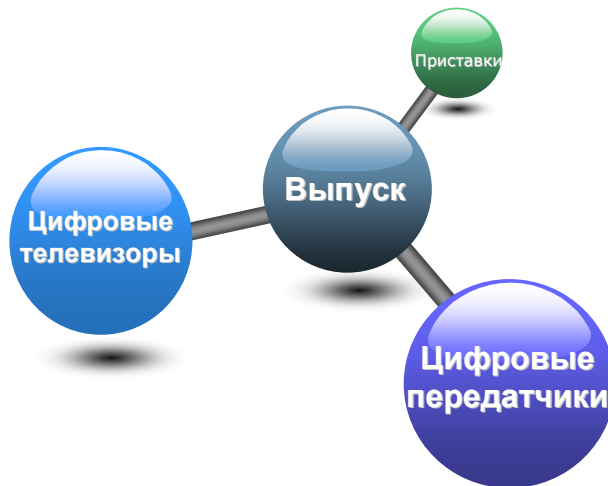 Приставки
Выпуск
Цифровые
телевизоры
Цифровые
передатчики